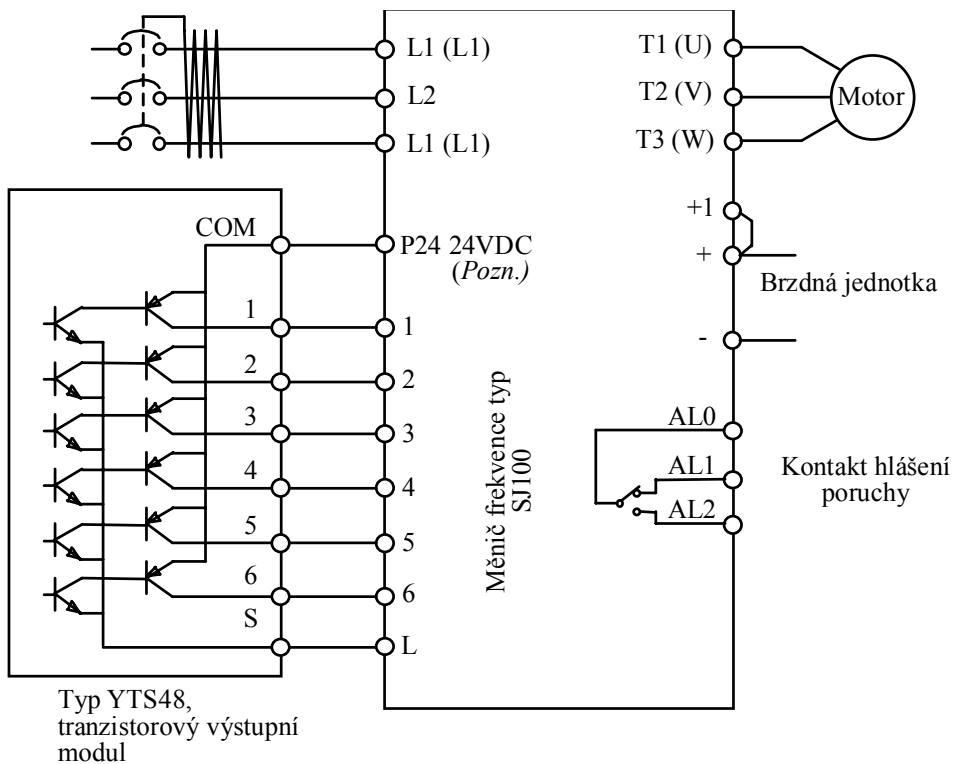 L1 (L1)
L2
L1 (L1)
T1 (U)
T2 (V)
T3 (W)
Motor
+1
+
Brzdná jednotka
-
COM
1
2
3
4
5
6
S
P24 24VDC
(Pozn.)
1
2
3
4
5
6
L
Měnič frekvence typ
SJ100
AL0
AL1
AL2
Kontakt hlášení
poruchy
Typ YTS48,
tranzistorový výstupní
modul